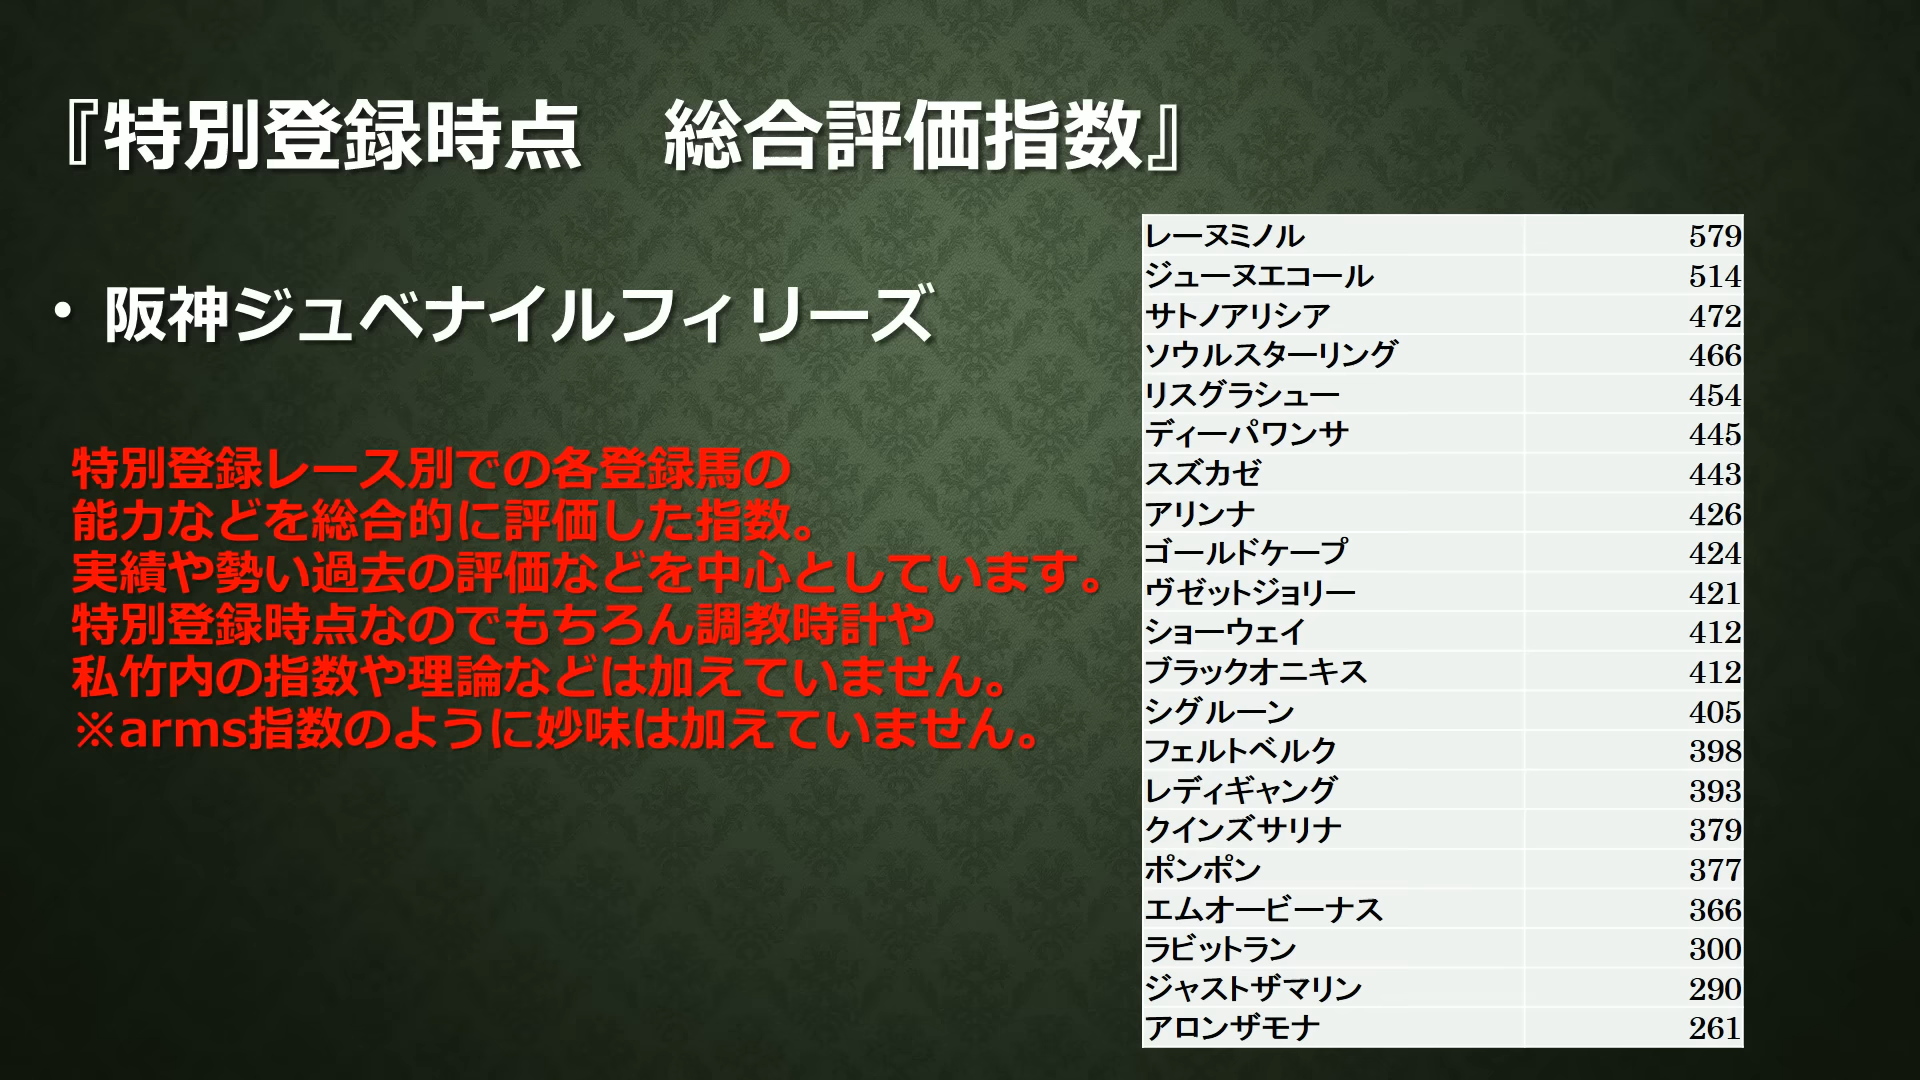 『特別登録時点　総合評価指数』
• 阪神ジュベナイルフィリーズ
特別登録レース別での各登録馬の
能力などを総合的に評価した指数。
実績や勢い過去の評価などを中心としています。
特別登録時点なのでもちろん調教時計や
私竹内の指数や理論などは加えていません。
※arms指数のように妙味は加えていません。
レーヌミノル 579
ジューヌエコール 514
サトノアリシア 472
ソウルスターリング 466
リスグラシュー 454
ディーパワンサ 445
スズカゼ 443
アリンナ 426
ゴールドケープ 424
ヴゼットジョリー 421
ショーウェイ 412
ブラックオニキス 412
シグルーン 405
フェルトベルク 398
レディギャング 393
クインズサリナ 379
ポンポン 377
エムオービーナス 366
ラビットラン 300
ジャストザマリン 290
アロンザモナ 261